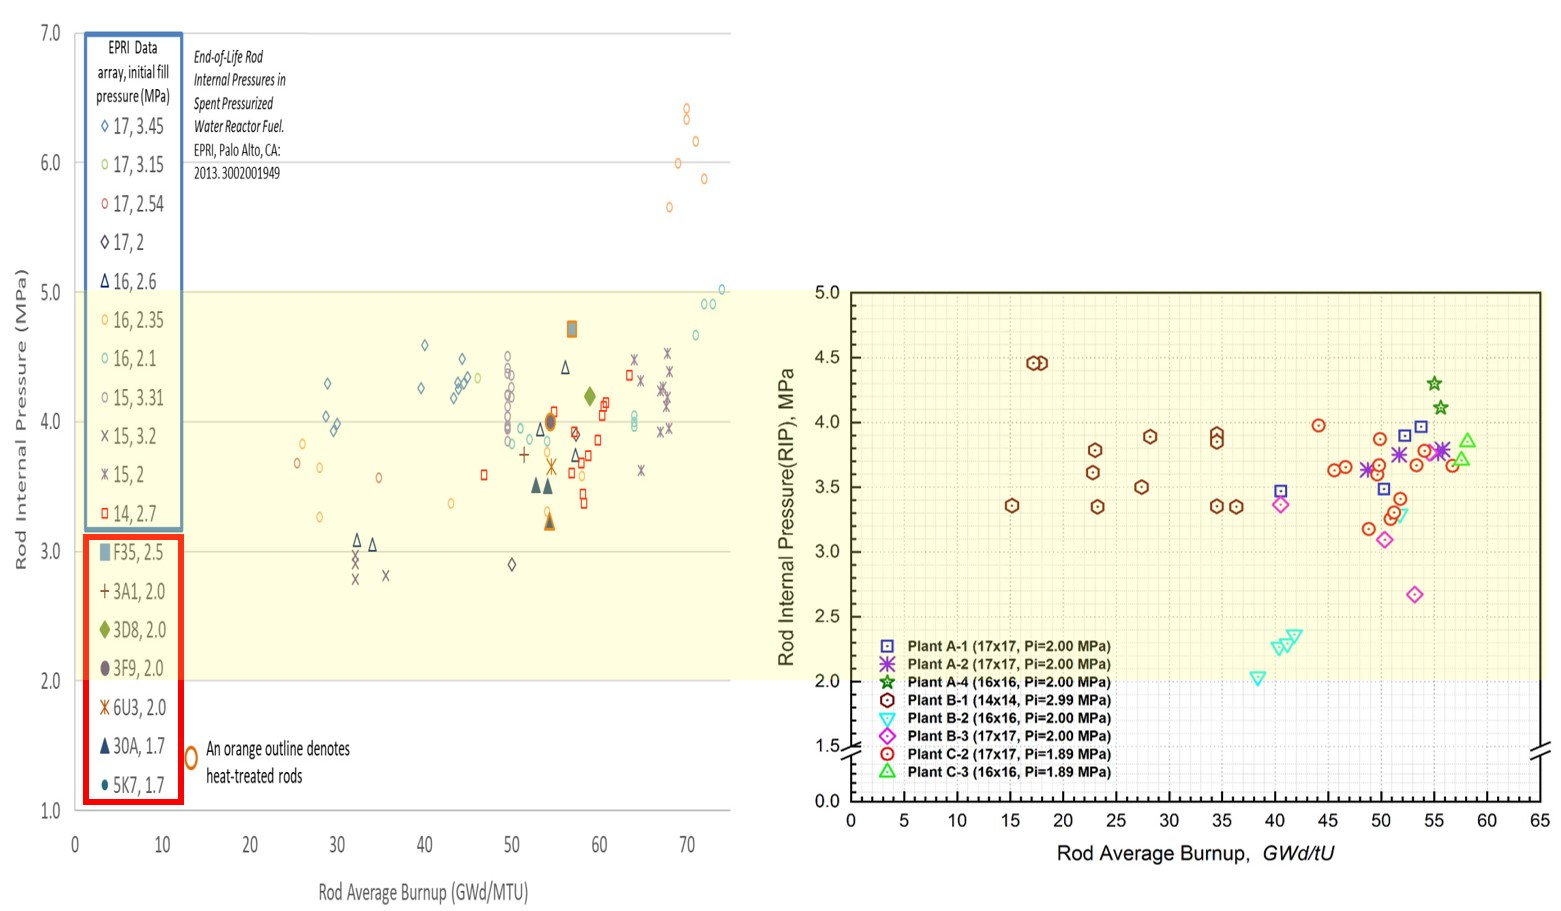 7.0
6.0
5.0
4.0
3.0
2.0
1.0
Rod Internal Pressure (MPa)
EPRI Data
array, initial fill
pressure (MPa)
17, 3.45
17, 3.15
17, 2.54
17, 2
16, 2.6
16, 2.35
16, 2.1
15, 3.31
15, 3.2
15, 2
14, 2.7
F35, 2.5
3A1, 2.0
3D8, 2.0
3F9, 2.0
6U3, 2.0
30A, 1.7
5K7, 1.7
End-of-Life Rod
Internal Pressures in
Spent Pressurized
Water Reactor Fuel.
EPRI, Palo Alto, CA:
2013.3002001949
An orange outline denotes
heat-treated rods
0 10 20 30 40 50 60 70
Rod Average Burnup (GWd/MTU)
5.0
4.5
4.0
3.5
3.0
2.5
2.0
1.5
0.0
Rod Internal Pressure(RIP), MPa
Plant A-1 (17x17, Pi=2.00 MPa)
Plant A-2 (17x17, Pi=2.00 MPa)
Plant A-4 (16x16, Pi=2.00 MPa)
Plant B-1 (14x14, Pi=2.99 MPa)
Plant B-2 (16x16, Pi=2.00 MPa)
Plant B-3 (17x17, Pi=2.00 MPa)
Plant C-2 (17x17, Pi=1.89 MPa)
Plant C-3 (16x16, Pi=1.89 MPa)
0 5 10 15 20 25 30 35 40 45 50 55 60 65
Rod Average Burnup, GWd/tU